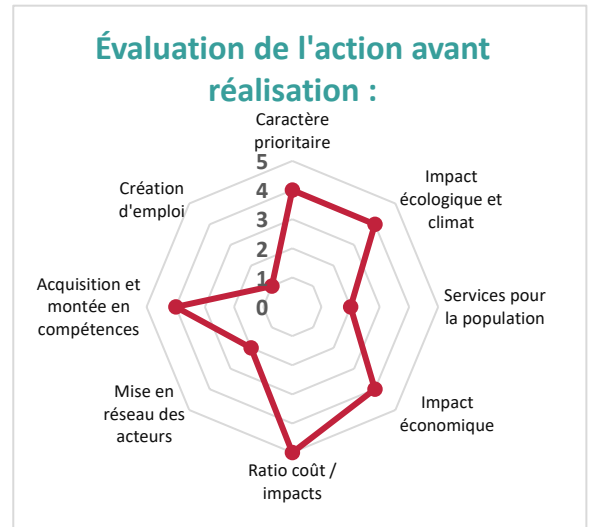 Évaluation de l'action avant
réalisation :
Caractère
prioritaire
Impact
écologique et
climat
Services pour
la population
Impact
économique
Ratio coût /
impacts
Mise en
réseau des
acteurs
Acquisition et
montée en
compétences
Création
d'emploi
5
4
3
2
1
0